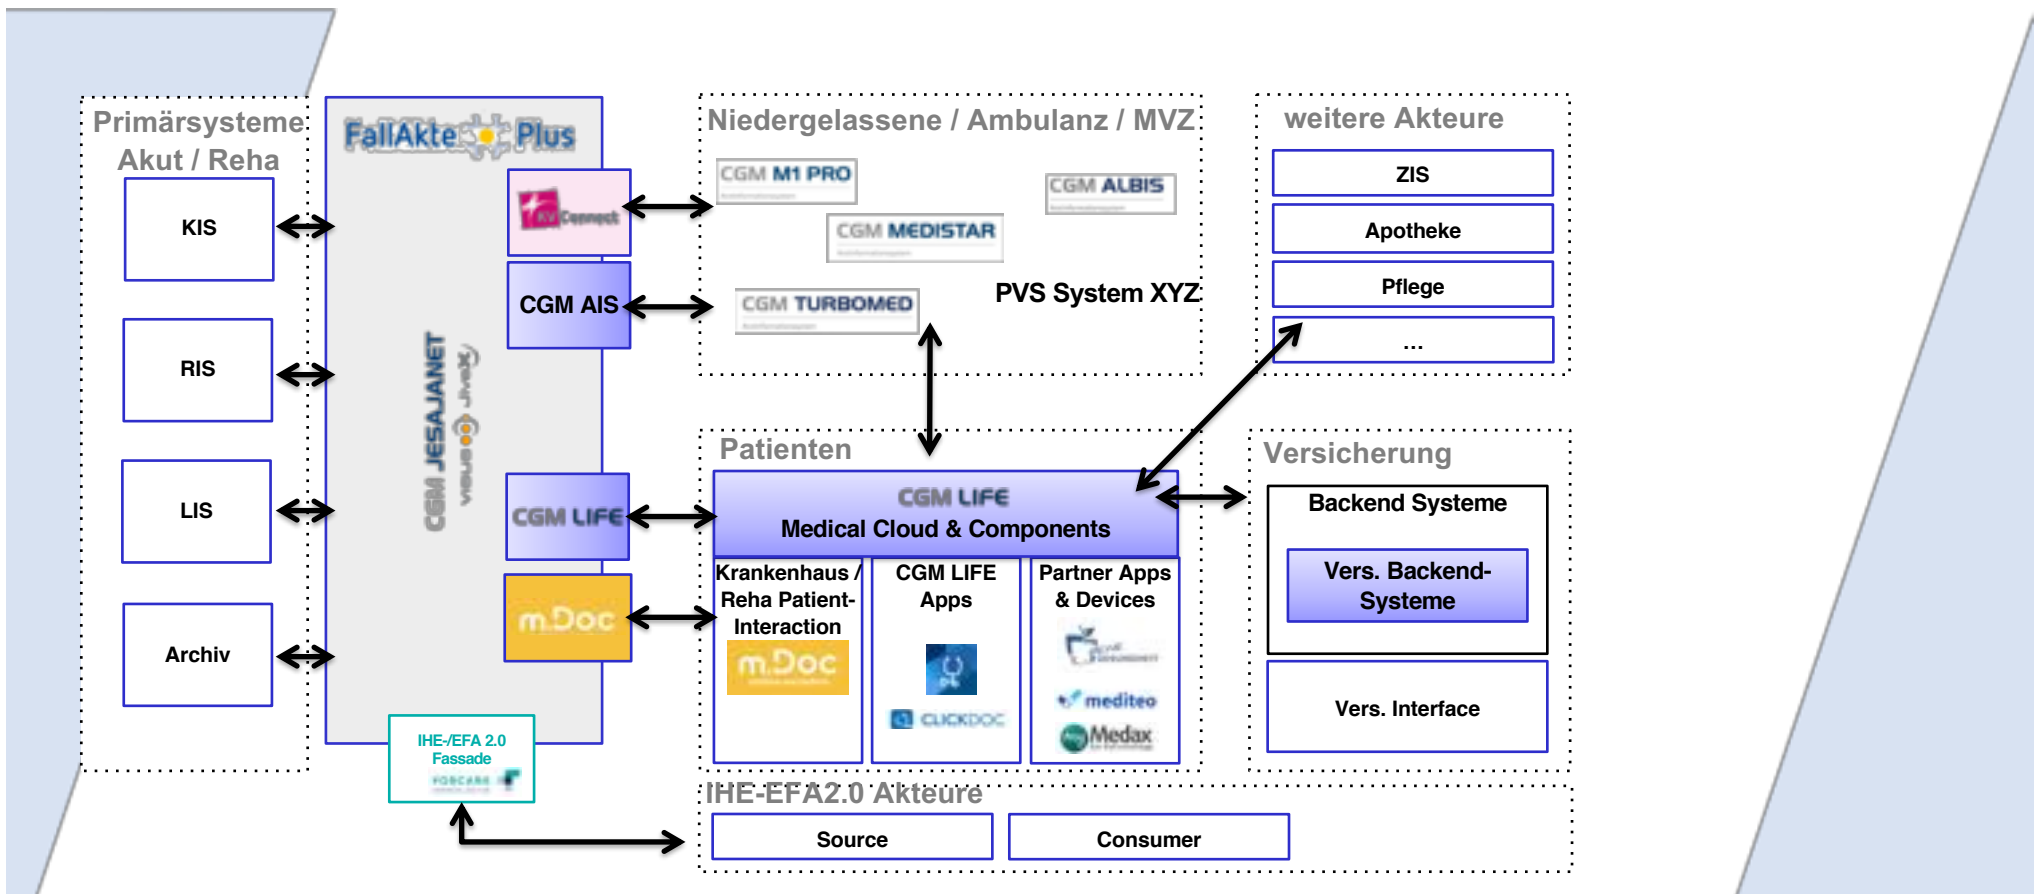 Primärsysteme
Akut / Reha
KIS
RIS
LIS
Archiv
FallAkte Plus
KV Connect
CGM AIS
CGM JESAJANET
VISUS JiveX
CGM LIFE
m.Doc
IHE-/EFA 2.0
Fassade
FORCARE
Niedergelassene / Ambulanz / MVZ
CGM M1 PRO
CGM ALBIS
CGM MEDISTAR
PVS System XYZ
CGM TURBOMED
weitere Akteure
ZIS
Apotheke
Pflege
...
Patienten
CGM LIFE
Medical Cloud & Components
Krankenhaus /
Reha Patient-
Interaction
m.Doc
CGM LIFE
Apps
CLICKDOC
Partner Apps
& Devices
mediteo
Medax
Versicherung
Backend Systeme
Vers. Backend-
Systeme
Vers. Interface
IHE-EFA2.0 Akteure
Source
Consumer